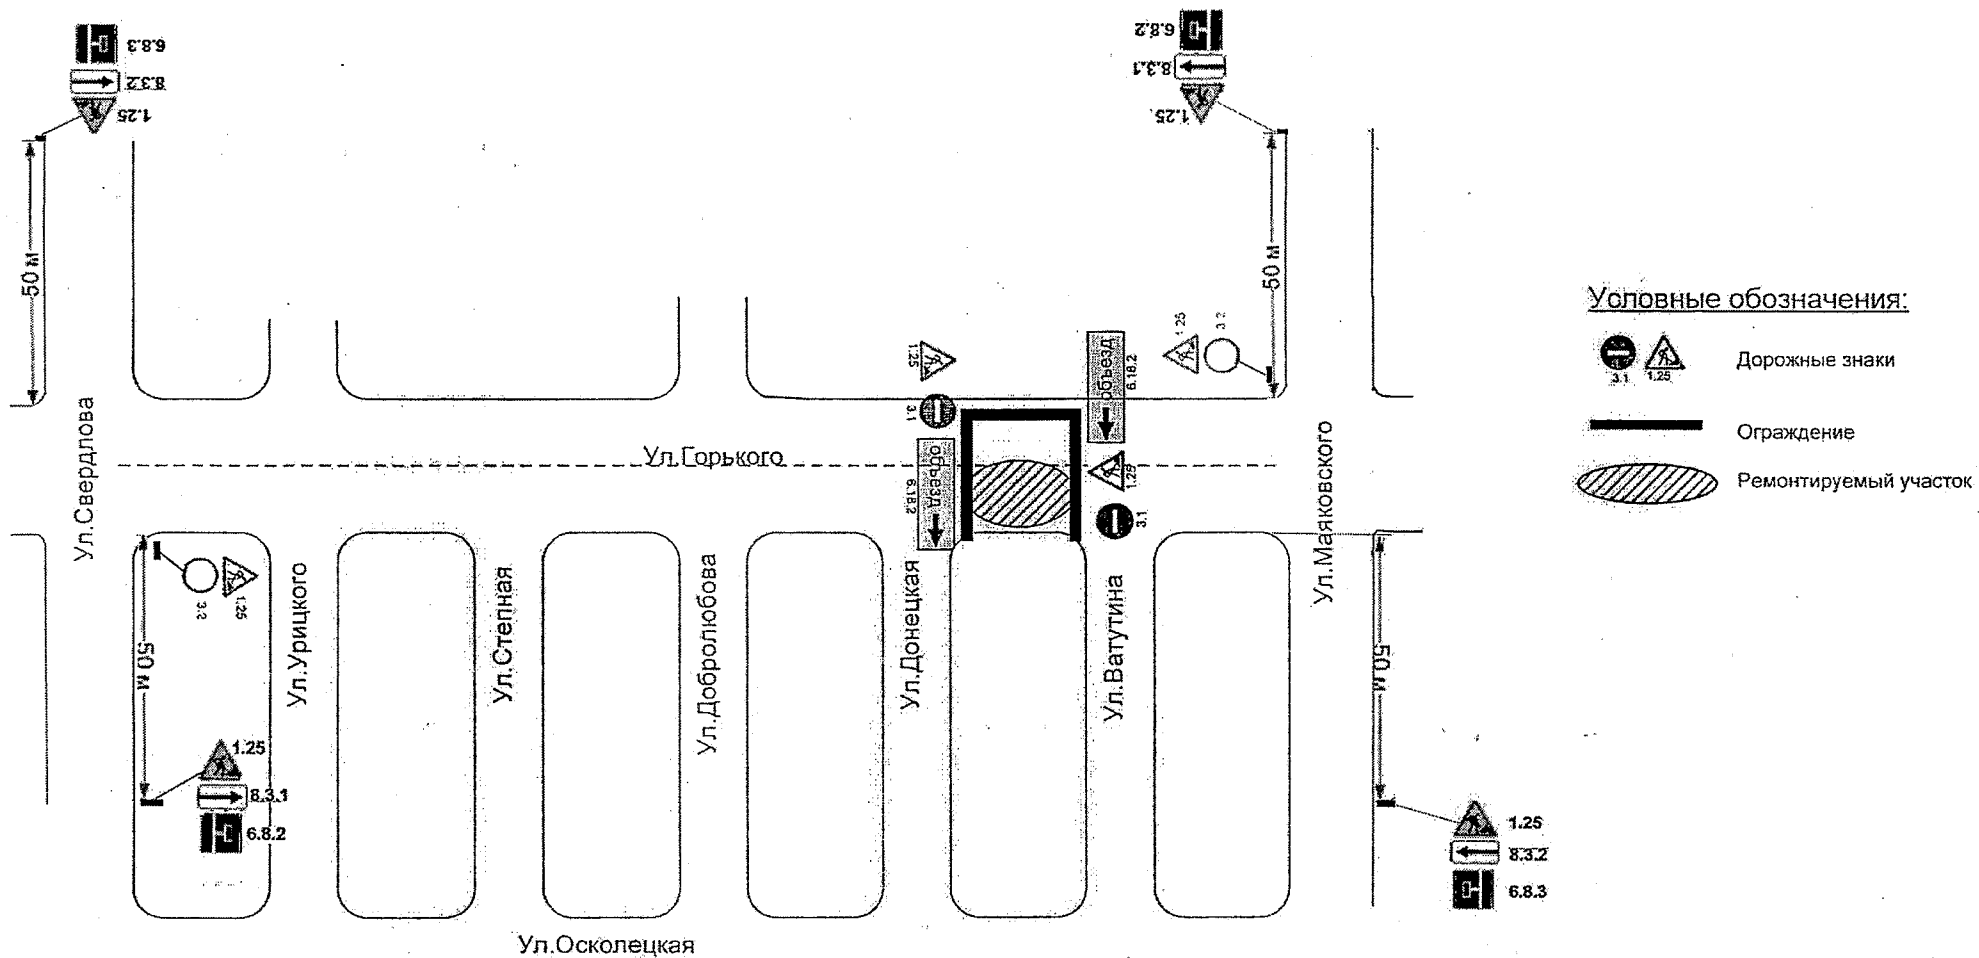 6.8.3
8.3.2
1.25
6.8.2
8.3.1
1.25
50 м
50 м
Условные обозначения:
3.1
1.25
Дорожные знаки
Ограждение
Ремонтируемый участок
1.25
3.1
объезд
6.18.2
объезд
6.18.2
1.25
3.1
1.25
3.2
Ул.Горького
Ул.Свердлова
Ул.Урицкого
Ул.Степная
Ул.Добролюбова
Ул.Донецкая
Ул.Ватутина
Ул.Маяковского
3.2
1.25
50 м
50 м
1.25
8.3.1
6.8.2
1.25
8.3.2
6.8.3
Ул.Осколецкая